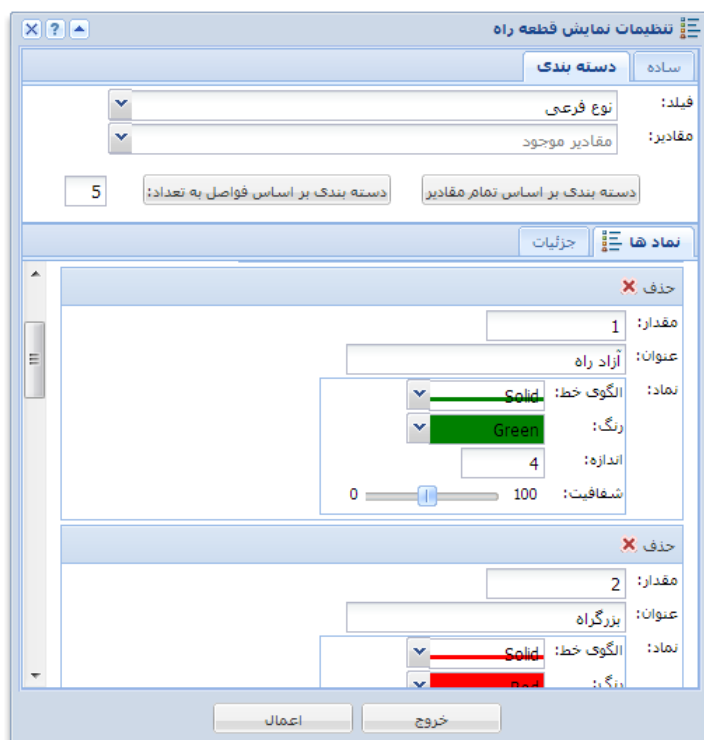 تنظیمات نمایش قطعه راه
ساده دسته بندی
فیلد: نوع فرعی
مقادیر: مقادیر موجود
دسته بندی بر اساس تمام مقادیر دسته بندی بر اساس فواصل به تعداد: 5
نماد ها جزئیات
حذف
مقدار: 1
عنوان: آزاد راه
نماد: الگوی خط: Solid
رنگ: Green
اندازه: 4
شفافیت: 100 0
حذف
مقدار: 2
عنوان: بزرگراه
نماد: الگوی خط: Solid
رنگ: Red
خروج اعمال